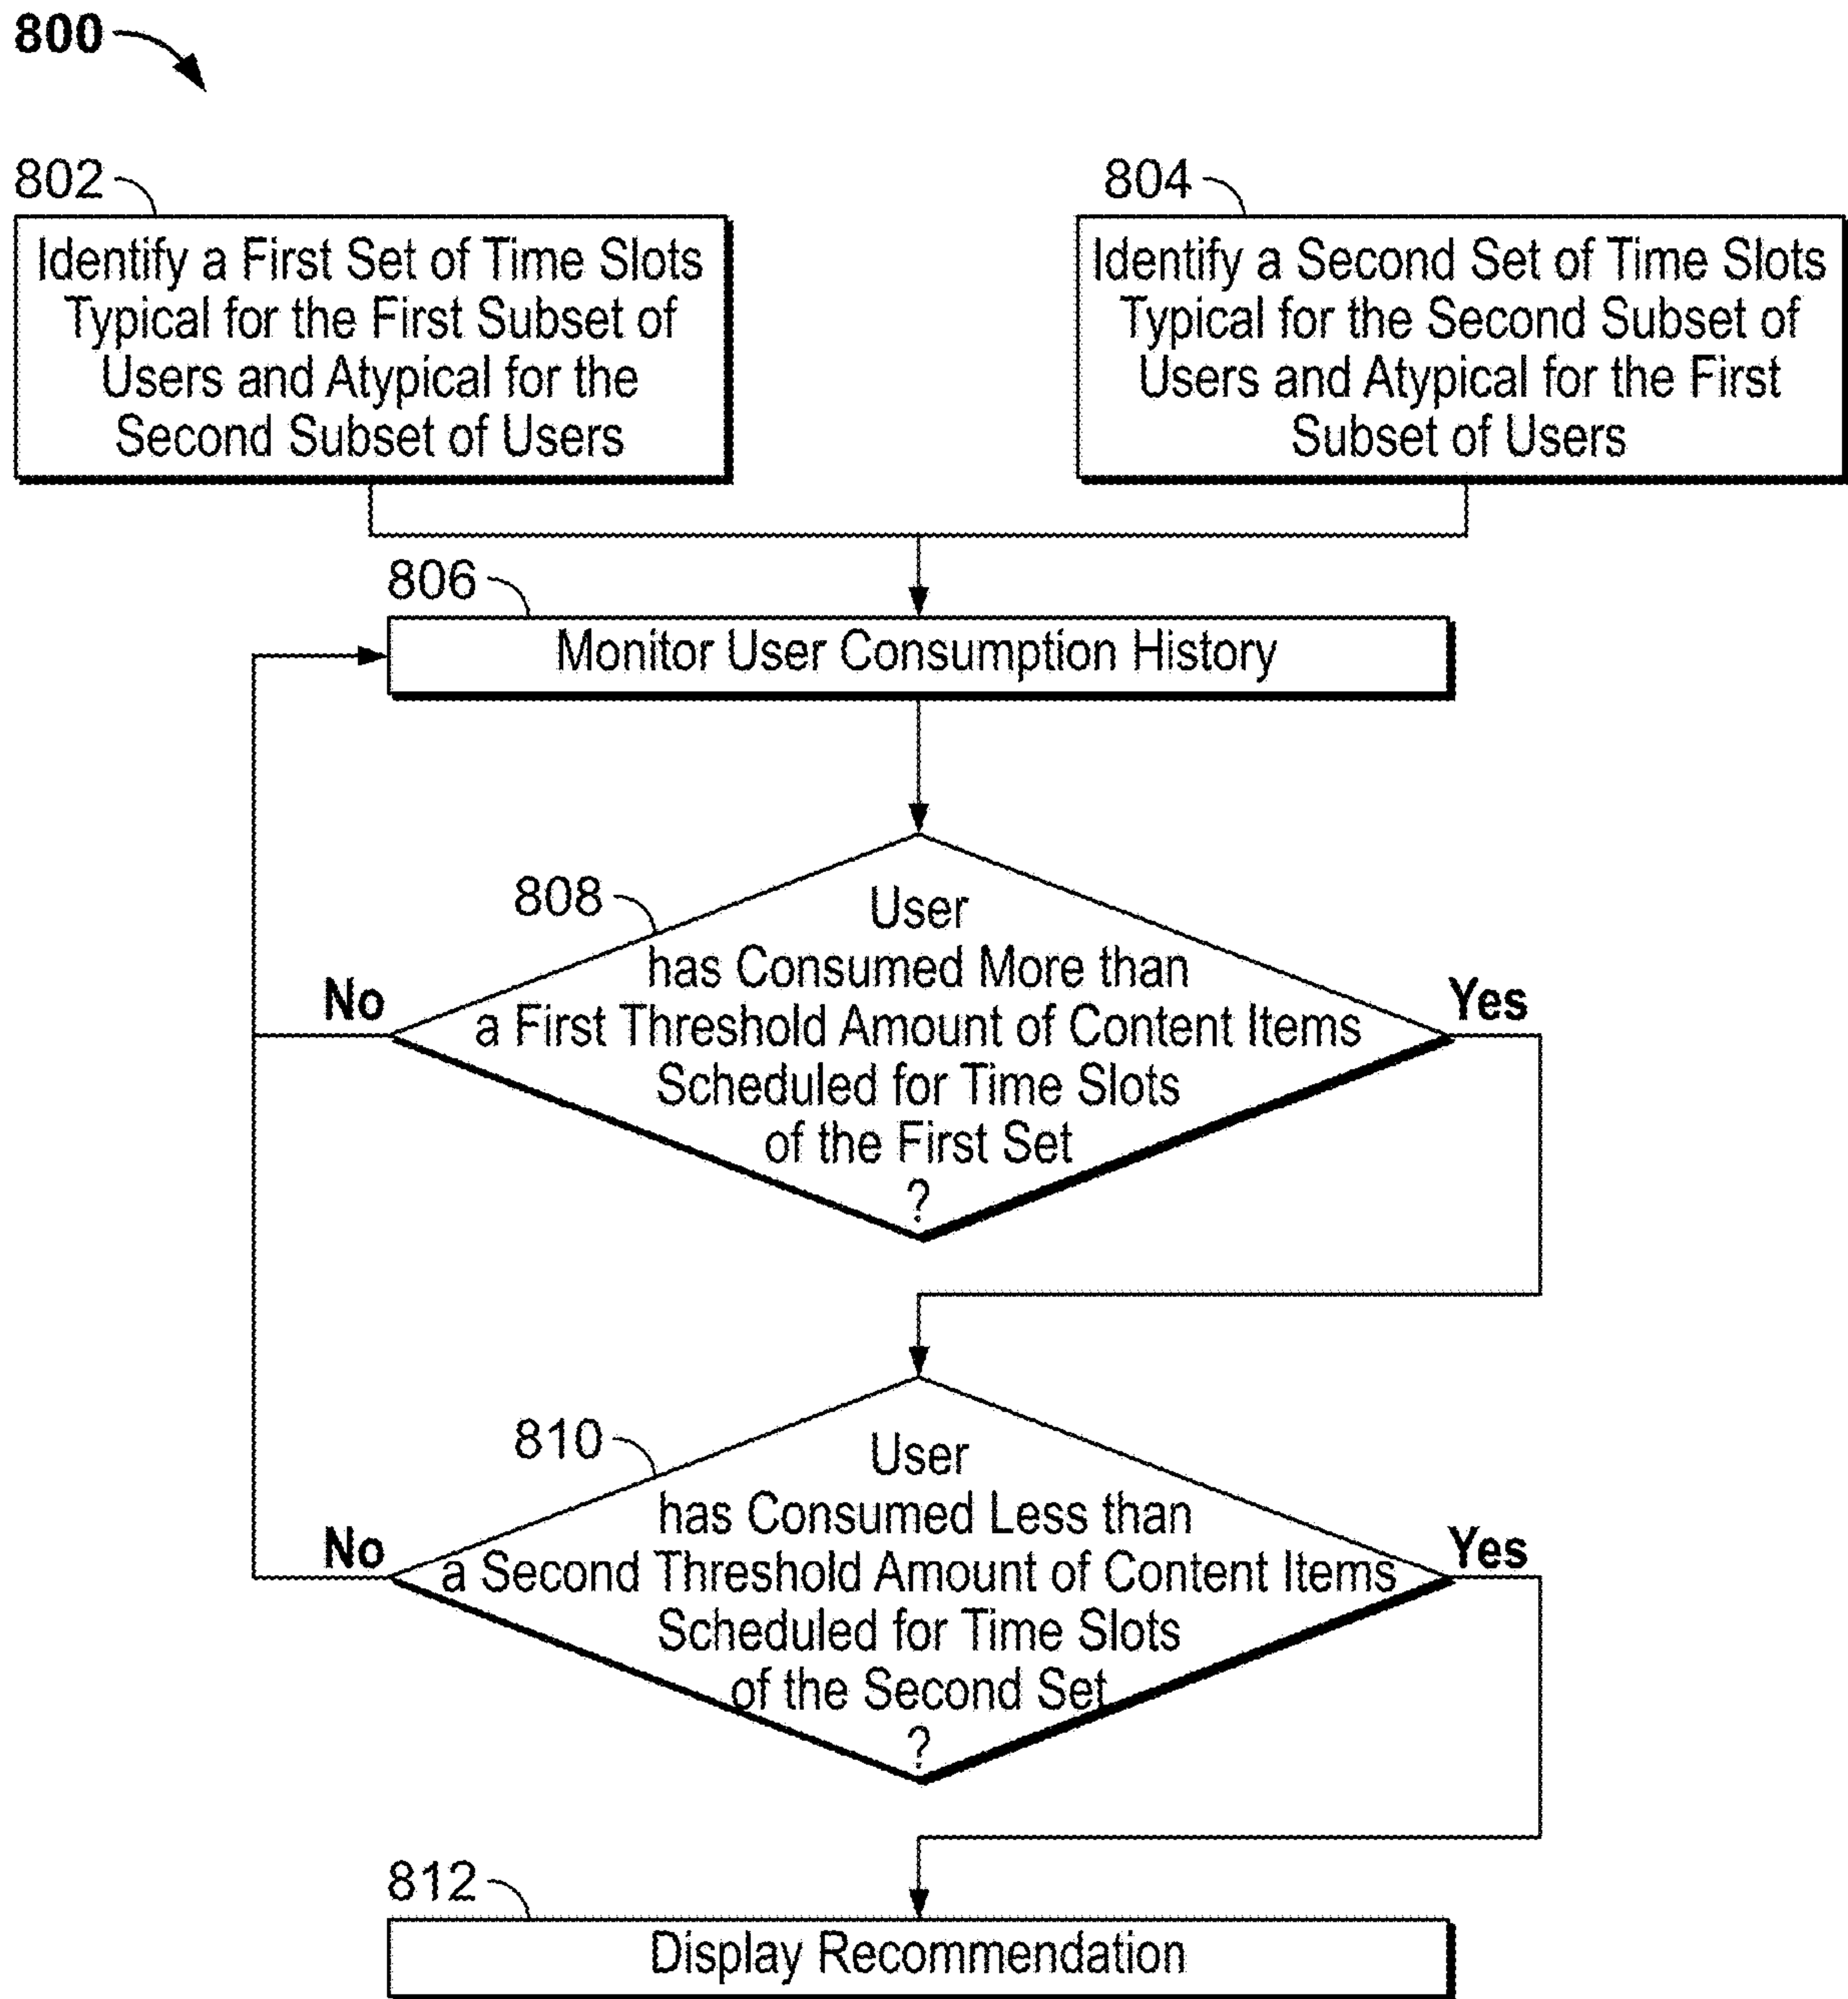 800
802
Identify a First Set of Time Slots
Typical for the First Subset of
Users and Atypical for the
Second Subset of Users
804
Identify a Second Set of Time Slots
Typical for the Second Subset of
Users and Atypical for the First
Subset of Users
806
Monitor User Consumption History
808
User
has Consumed More than
a First Threshold Amount of Content Items
Scheduled for Time Slots
of the First Set
?
No
Yes
810
User
has Consumed Less than
a Second Threshold Amount of Content Items
Scheduled for Time Slots
of the Second Set
?
No
Yes
812
Display Recommendation